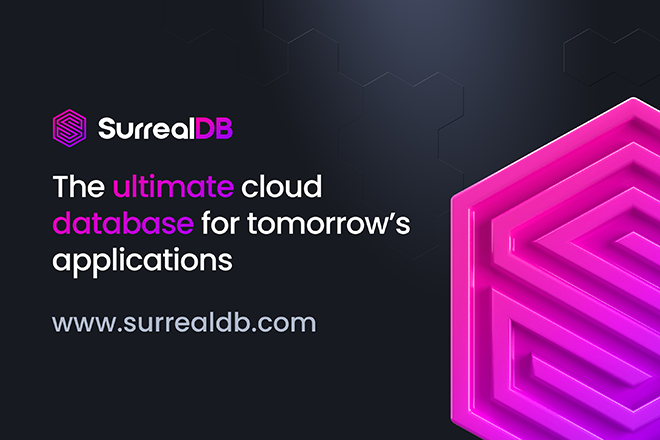 SurrealDB
The ultimate cloud
database for tomorrow’s
applications
www.surrealdb.com